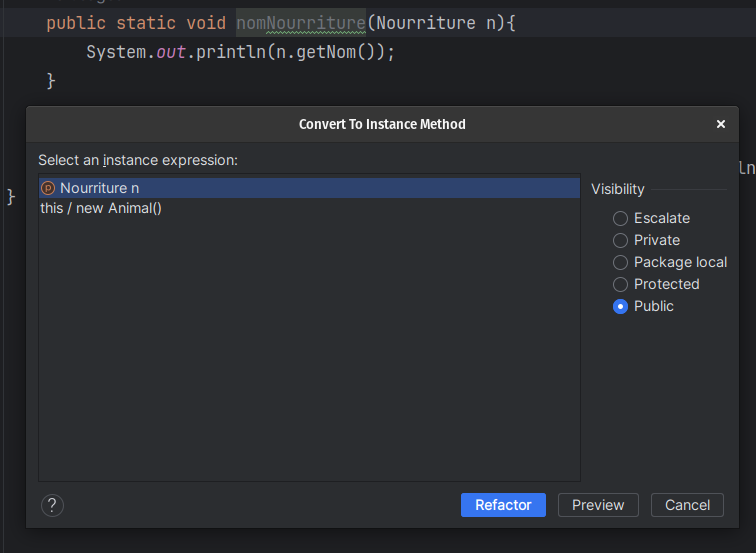 public static void nomNourriture(Nourriture n){
System.out.println(n.getNom());
}
Convert To Instance Method
Select an instance expression:
Nourriture n
this / new Animal()
Visibility
Escalate
Private
Package local
Protected
Public
ln
}
?
Refactor
Preview
Cancel